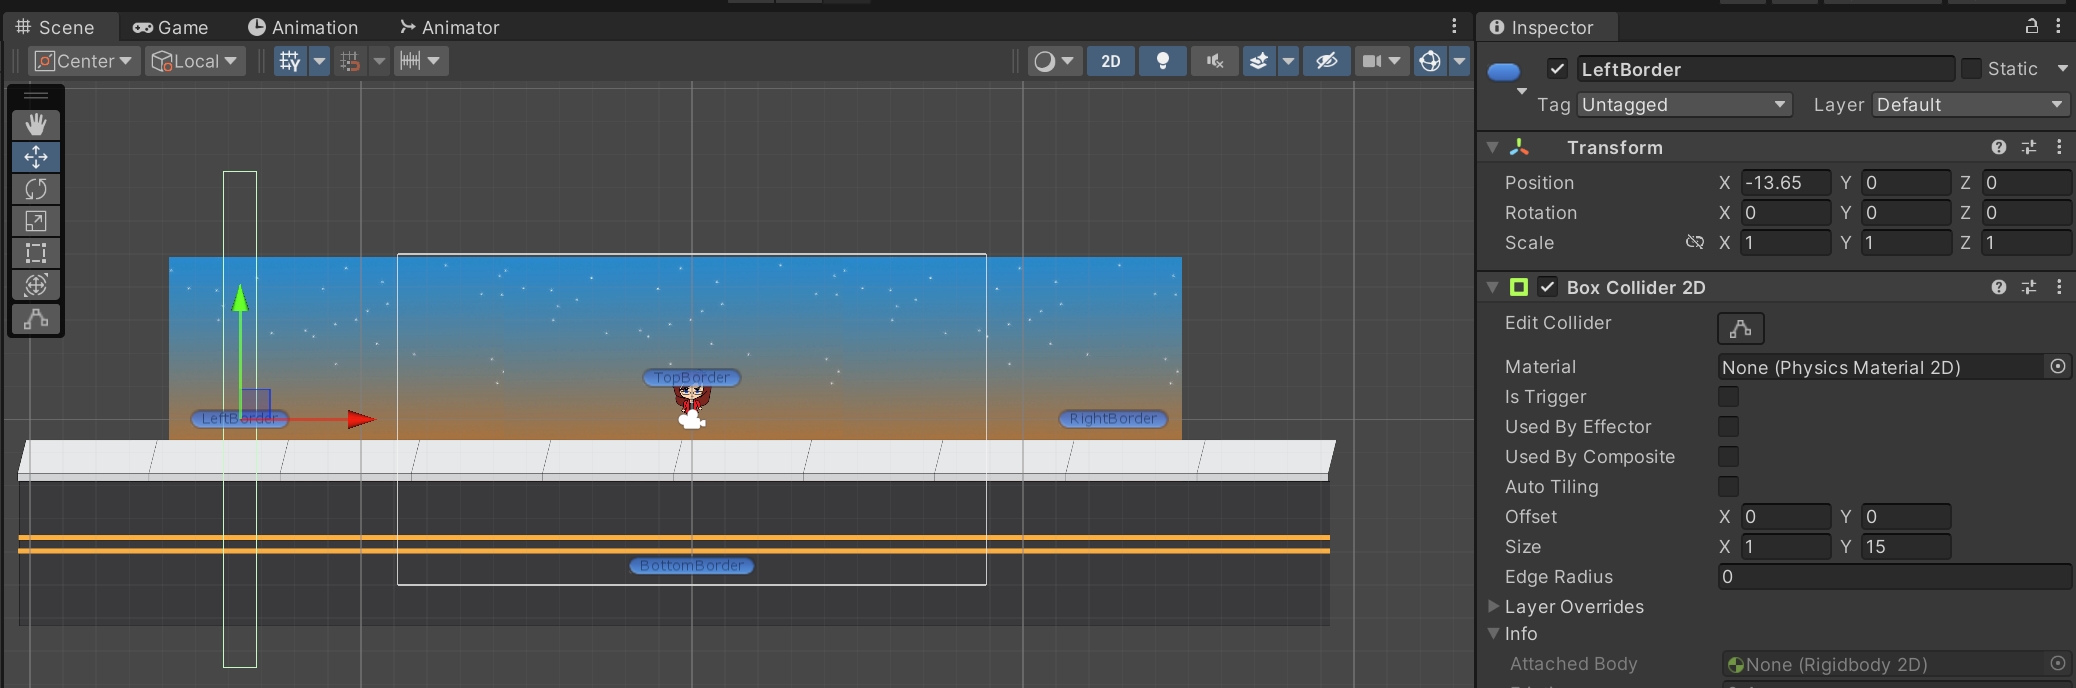 Scene Game Animation Animator
Center Local 2D
LeftBorder
TopBorder
RightBorder
BottomBorder
Inspector
LeftBorder Static
Tag Untagged Layer Default
Transform
Position X -13.65 Y 0 Z 0
Rotation X 0 Y 0 Z 0
Scale X 1 Y 1 Z 1
Box Collider 2D
Edit Collider
Material None (Physics Material 2D)
Is Trigger
Used By Effector
Used By Composite
Auto Tiling
Offset X 0 Y 0
Size X 1 Y 15
Edge Radius 0
Layer Overrides
Info
Attached Body None (Rigidbody 2D)